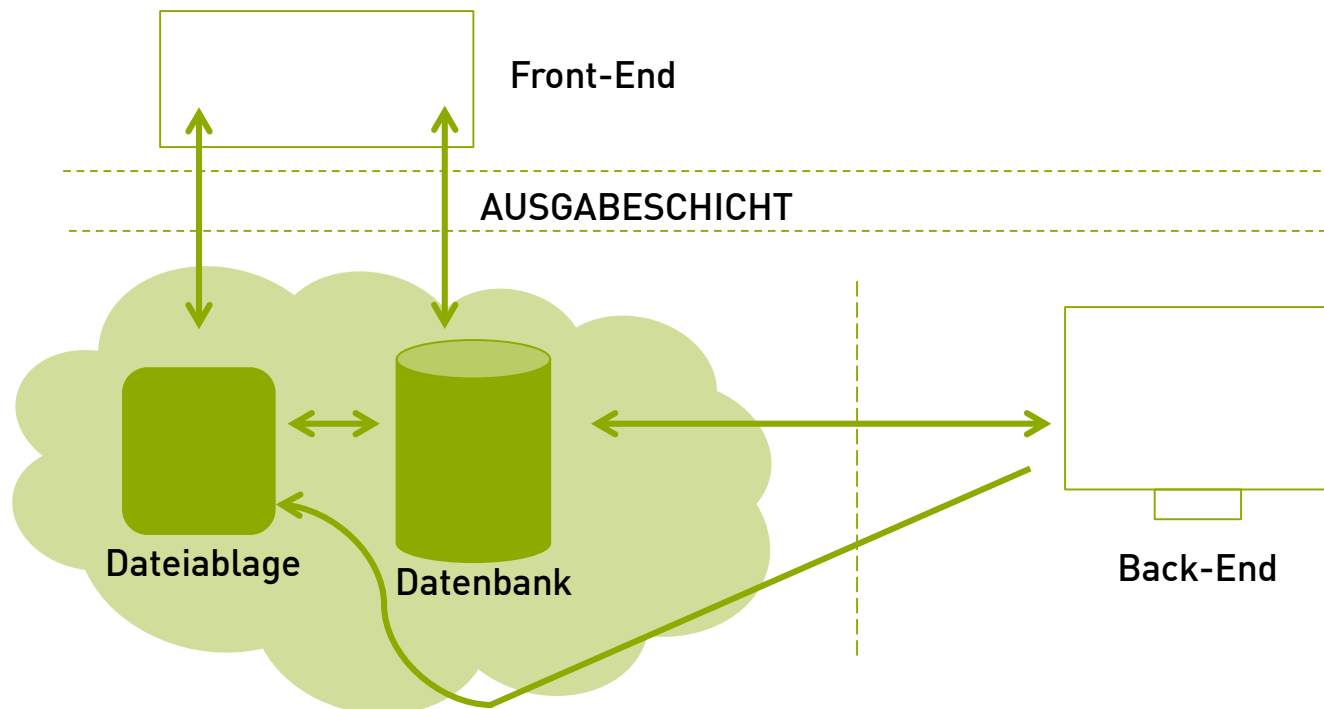 Front-End
AUSGABESCHICHT
Dateiablage
Datenbank
Back-End